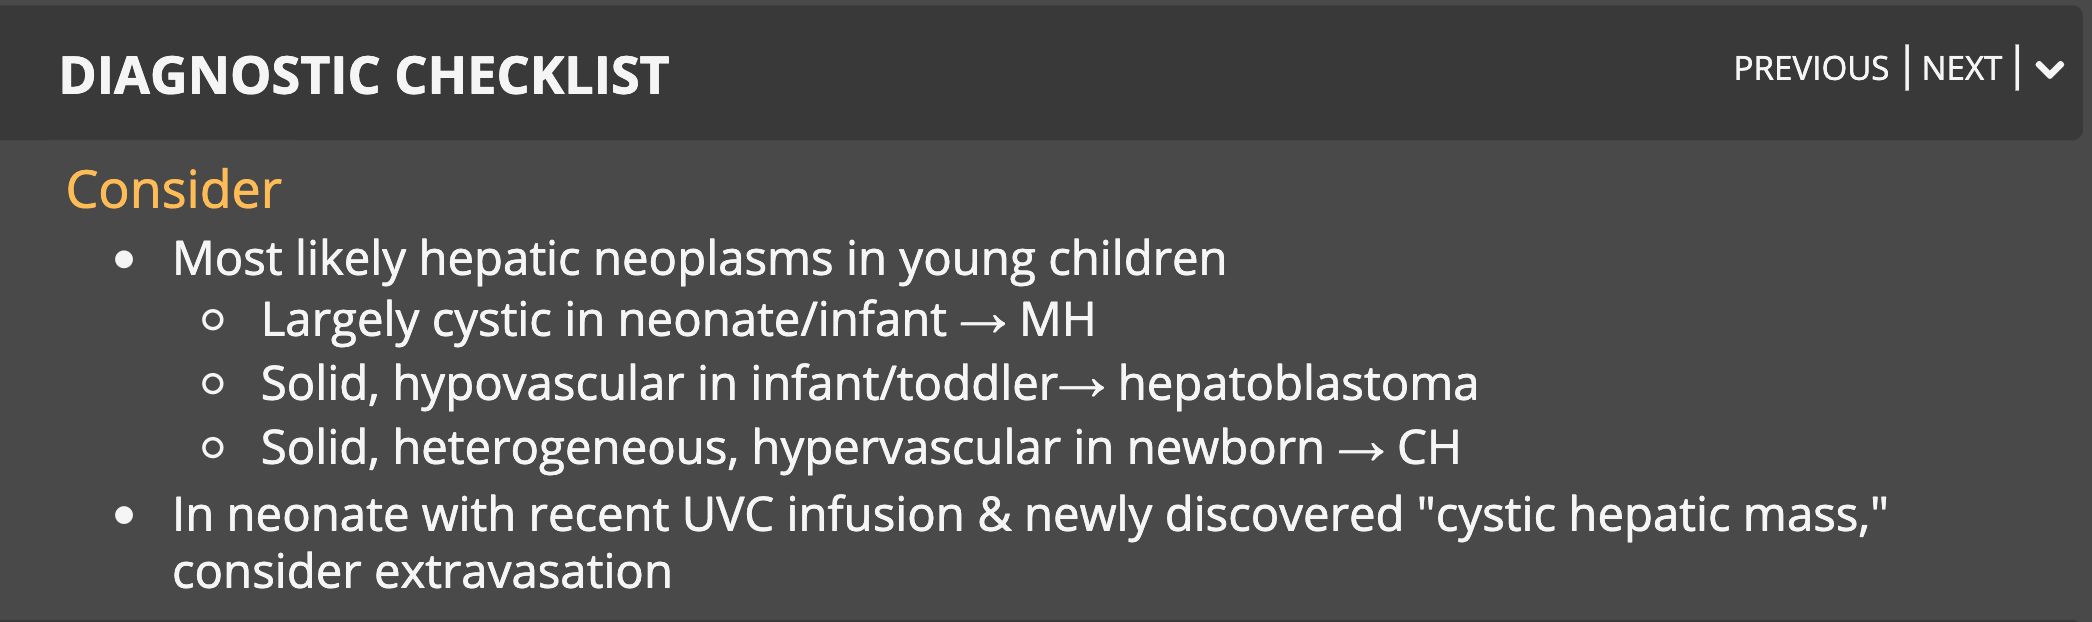 DIAGNOSTIC CHECKLIST
PREVIOUS | NEXT |
Consider
• Most likely hepatic neoplasms in young children
○ Largely cystic in neonate/infant → MH
○ Solid, hypovascular in infant/toddler→ hepatoblastoma
○ Solid, heterogeneous, hypervascular in newborn → CH
• In neonate with recent UVC infusion & newly discovered "cystic hepatic mass,"
consider extravasation